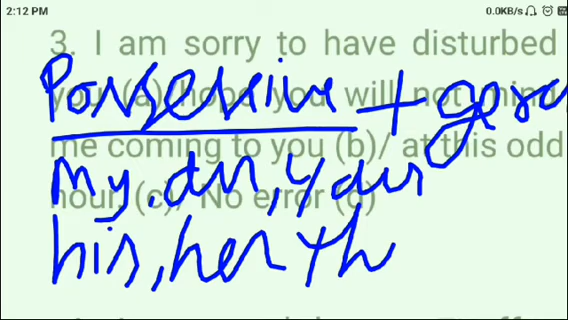 2:12 PM 0.0KB/s
3. I am sorry to have disturbed
you (a)/ hope you will not mind
Possessive +
me coming to you (b)/ at this odd
my, our, your
hour, (c)/ No error (d)
his, her, th